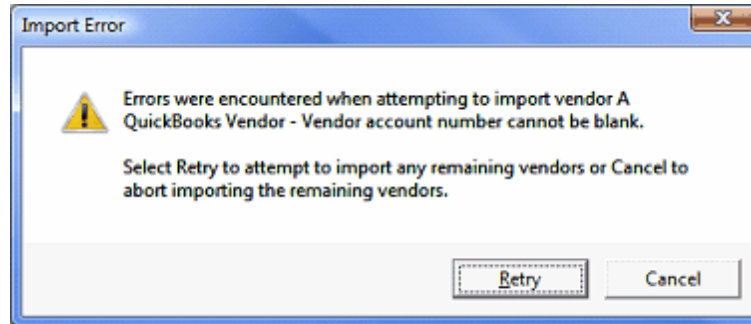 Import Error
Errors were encountered when attempting to import vendor A
QuickBooks Vendor - Vendor account number cannot be blank.
Select Retry to attempt to import any remaining vendors or Cancel to
abort importing the remaining vendors.
Retry Cancel